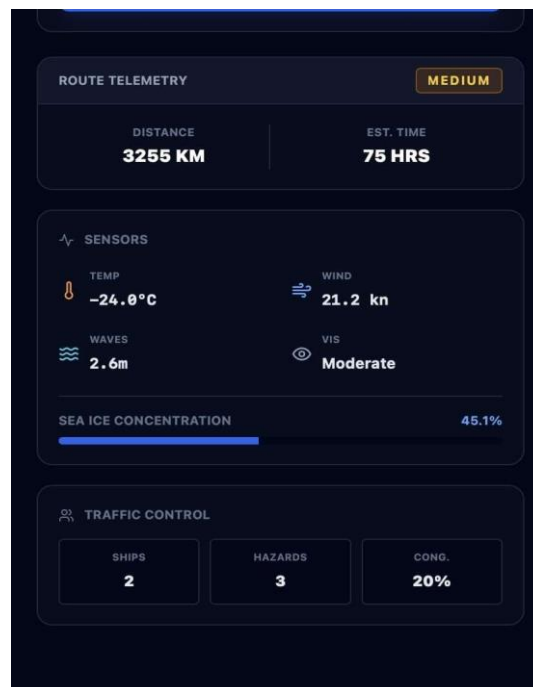 ROUTE TELEMETRY MEDIUM
DISTANCE EST. TIME
3255 KM 75 HRS
SENSORS
TEMP WIND
-24.0°C 21.2 kn
WAVES VIS
2.6m Moderate
SEA ICE CONCENTRATION 45.1%
TRAFFIC CONTROL
SHIPS HAZARDS CONG.
2 3 20%